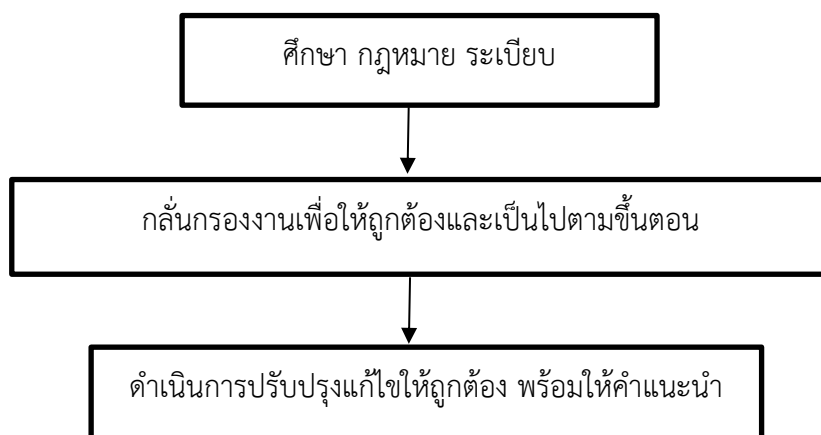 ศึกษา กฎหมาย ระเบียบ
กลั่นกรองงานเพื่อให้ถูกต้องและเป็นไปตามขึ้นตอน
ดำเนินการปรับปรุงแก้ไขให้ถูกต้อง พร้อมให้คำแนะนำ